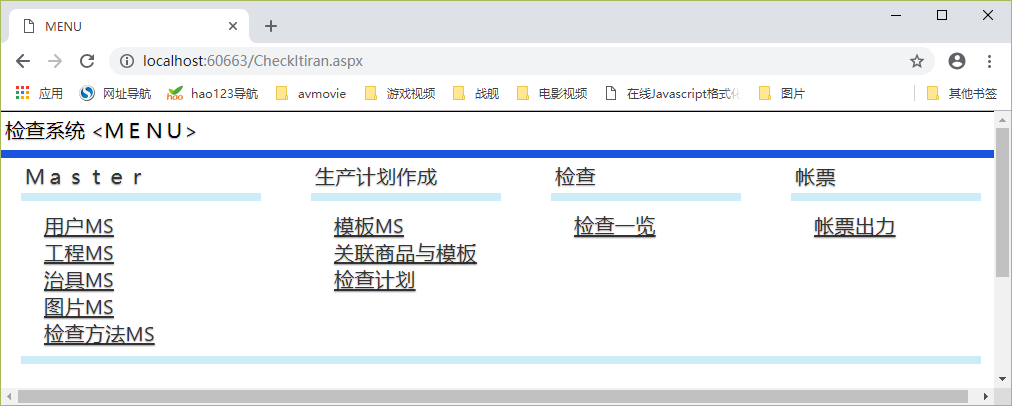 MENU
localhost:60663/CheckItiran.aspx
应用 网址导航 hao123导航 avmovie 游戏视频 战舰 电影视频 在线Javascript格式化 图片 其他书签
检查系统 <ＭＥＮＵ>
Ｍａｓｔｅｒ 生产计划作成 检查 帐票
用户MS 模板MS 检查一览 帐票出力
工程MS 关联商品与模板
治具MS 检查计划
图片MS
检查方法MS